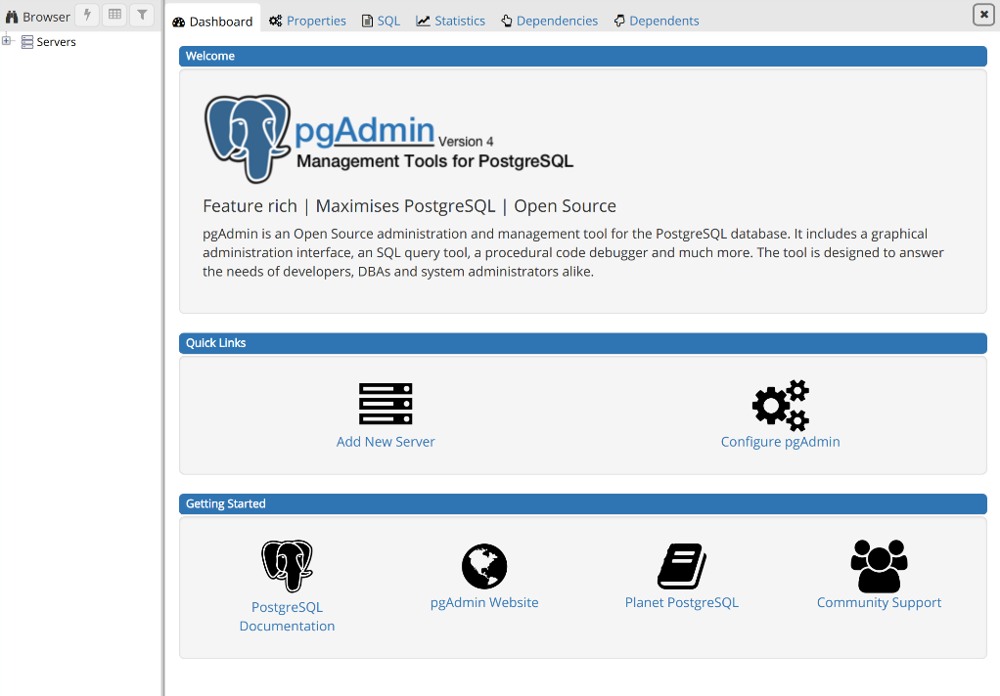 Browser
Dashboard Properties SQL Statistics Dependencies Dependents
Servers
Welcome
pgAdmin Version 4
Management Tools for PostgreSQL
Feature rich | Maximises PostgreSQL | Open Source
pgAdmin is an Open Source administration and management tool for the PostgreSQL database. It includes a graphical
administration interface, an SQL query tool, a procedural code debugger and much more. The tool is designed to answer
the needs of developers, DBAs and system administrators alike.
Quick Links
Add New Server
Configure pgAdmin
Getting Started
PostgreSQL
Documentation
pgAdmin Website
Planet PostgreSQL
Community Support